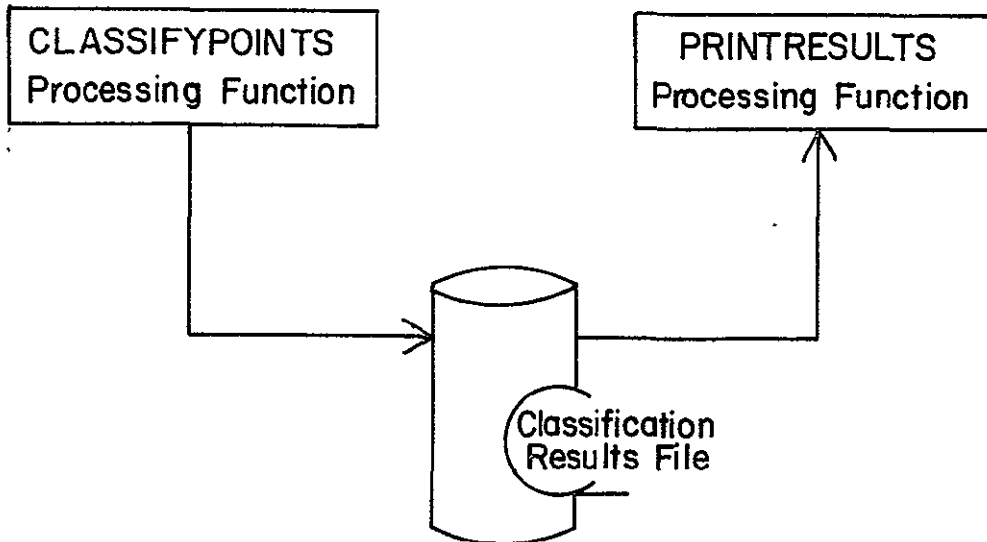 CLASSIFYPOINTS
Processing Function
PRINTRESULTS
Processing Function
Classification
Results File